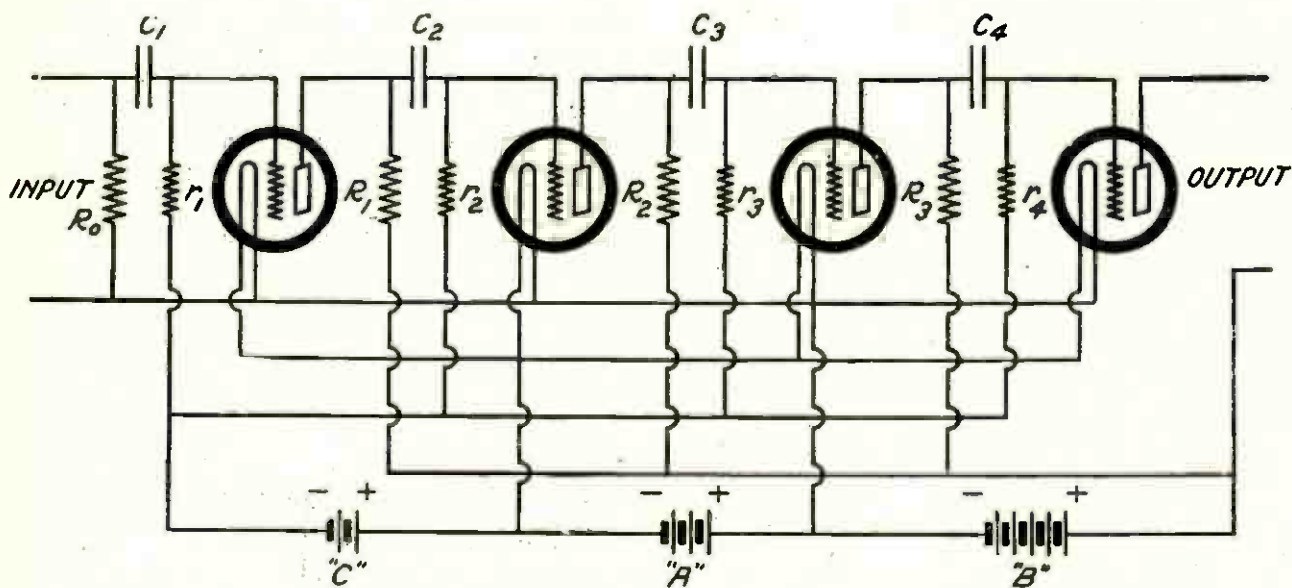 C1 C2 C3 C4
INPUT R0 r1 R1 r2 R2 r3 R3 r4 OUTPUT
- + - + - +
"C" "A" "B"